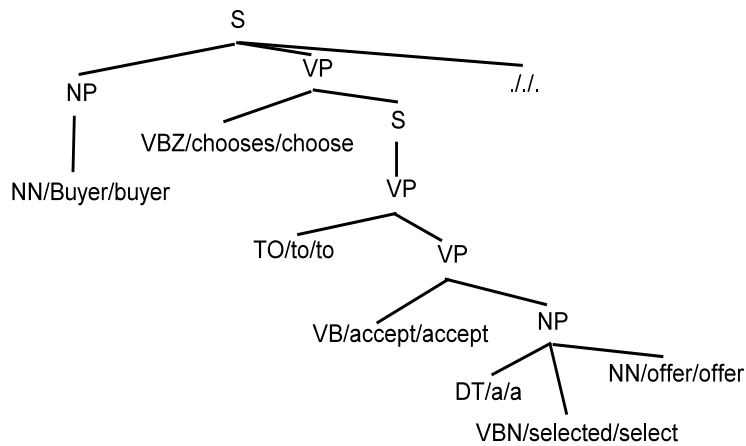 S
VP
NP
././.
S
VBZ/chooses/choose
NN/Buyer/buyer
VP
TO/to/to
VP
VB/accept/accept
NP
NN/offer/offer
DT/a/a
VBN/selected/select